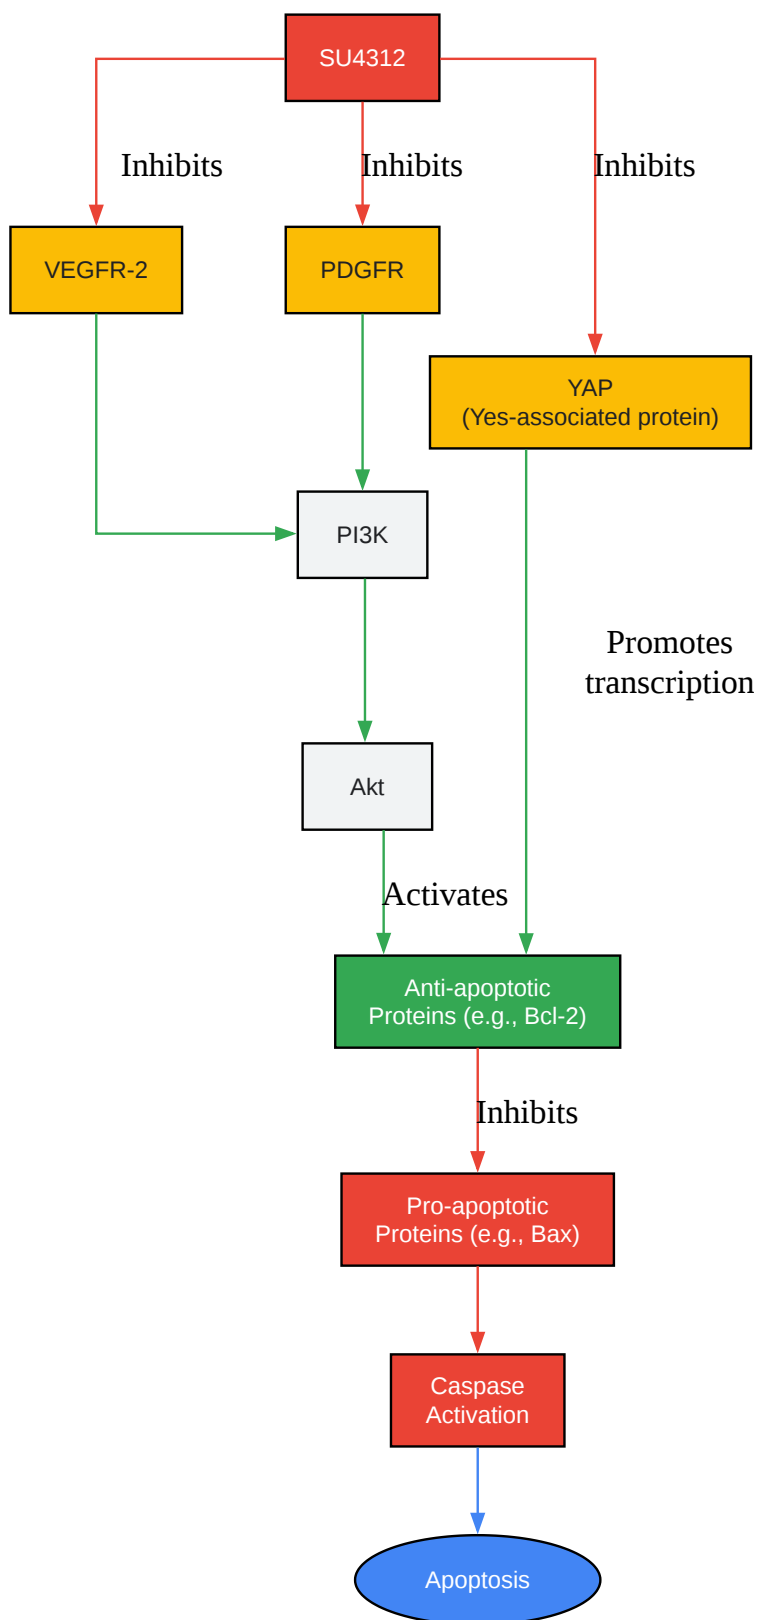 SU4312
Inhibits
Inhibits
Inhibits
VEGFR-2
PDGFR
YAP
(Yes-associated protein)
PI3K
Promotes
transcription
Akt
Activates
Anti-apoptotic
Proteins (e.g., Bcl-2)
Inhibits
Pro-apoptotic
Proteins (e.g., Bax)
Caspase
Activation
Apoptosis